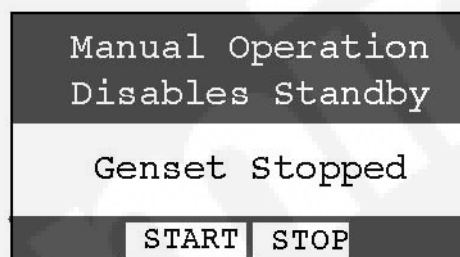 Manual Operation
Disables Standby
Genset Stopped
START STOP